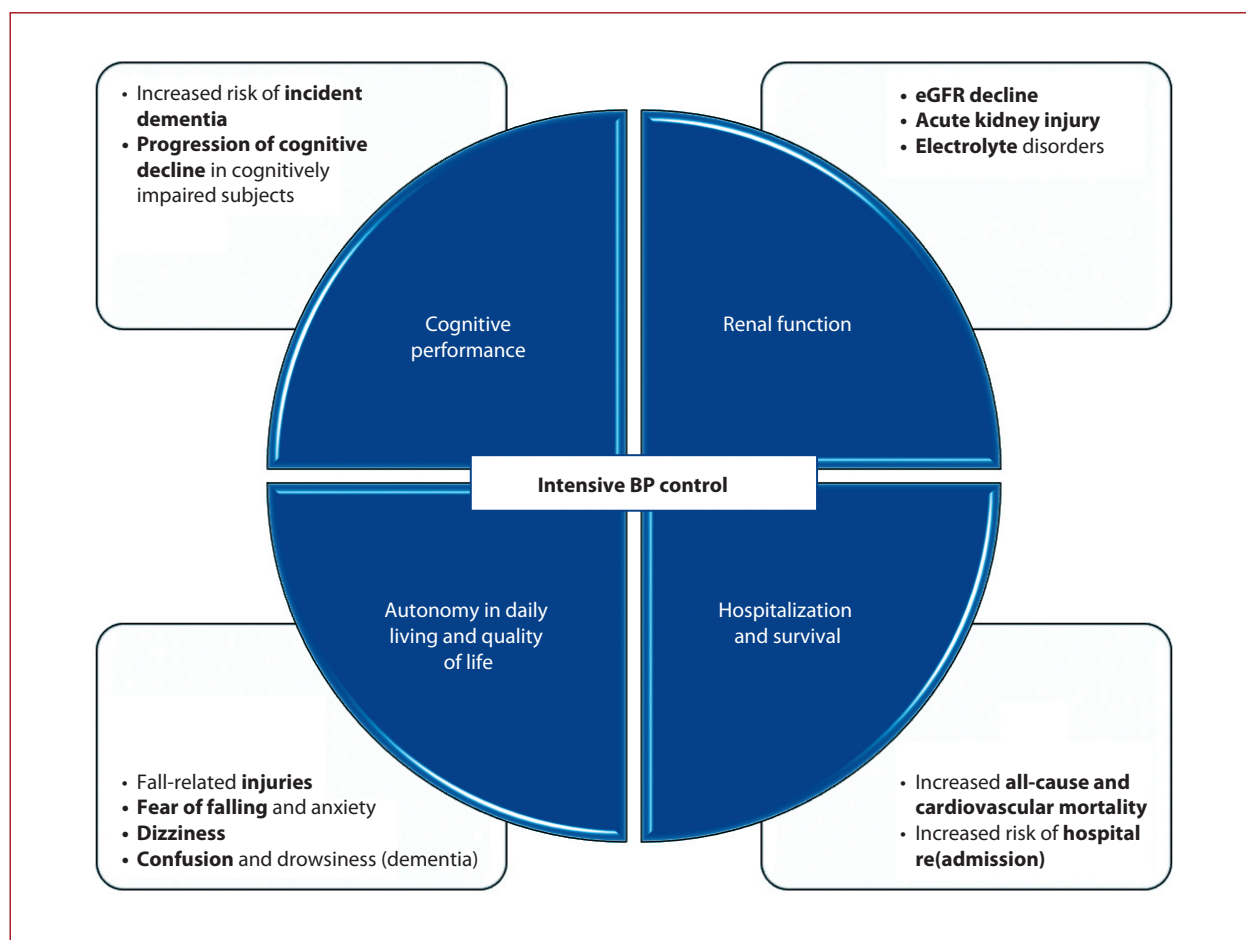 • Increased risk of incident
dementia
• Progression of cognitive
decline in cognitively
impaired subjects
• eGFR decline
• Acute kidney injury
• Electrolyte disorders
Cognitive
performance
Renal function
Intensive BP control
Autonomy in daily
living and quality
of life
Hospitalization
and survival
• Fall-related injuries
• Fear of falling and anxiety
• Dizziness
• Confusion and drowsiness (dementia)
• Increased all-cause and
cardiovascular mortality
• Increased risk of hospital
re(admission)